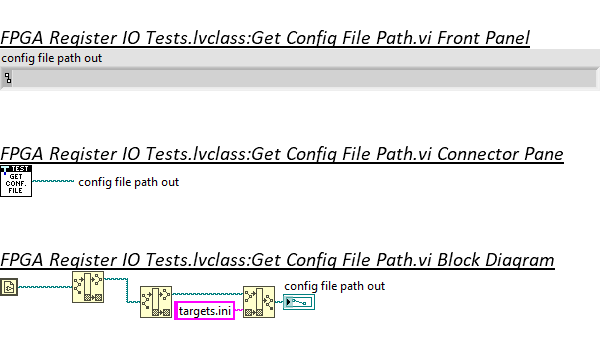 FPGA Register IO Tests.lvclass:Get Config File Path.vi Front Panel
config file path out
FPGA Register IO Tests.lvclass:Get Config File Path.vi Connector Pane
TEST
GET
CONF.
FILE
config file path out
FPGA Register IO Tests.lvclass:Get Config File Path.vi Block Diagram
config file path out
targets.ini